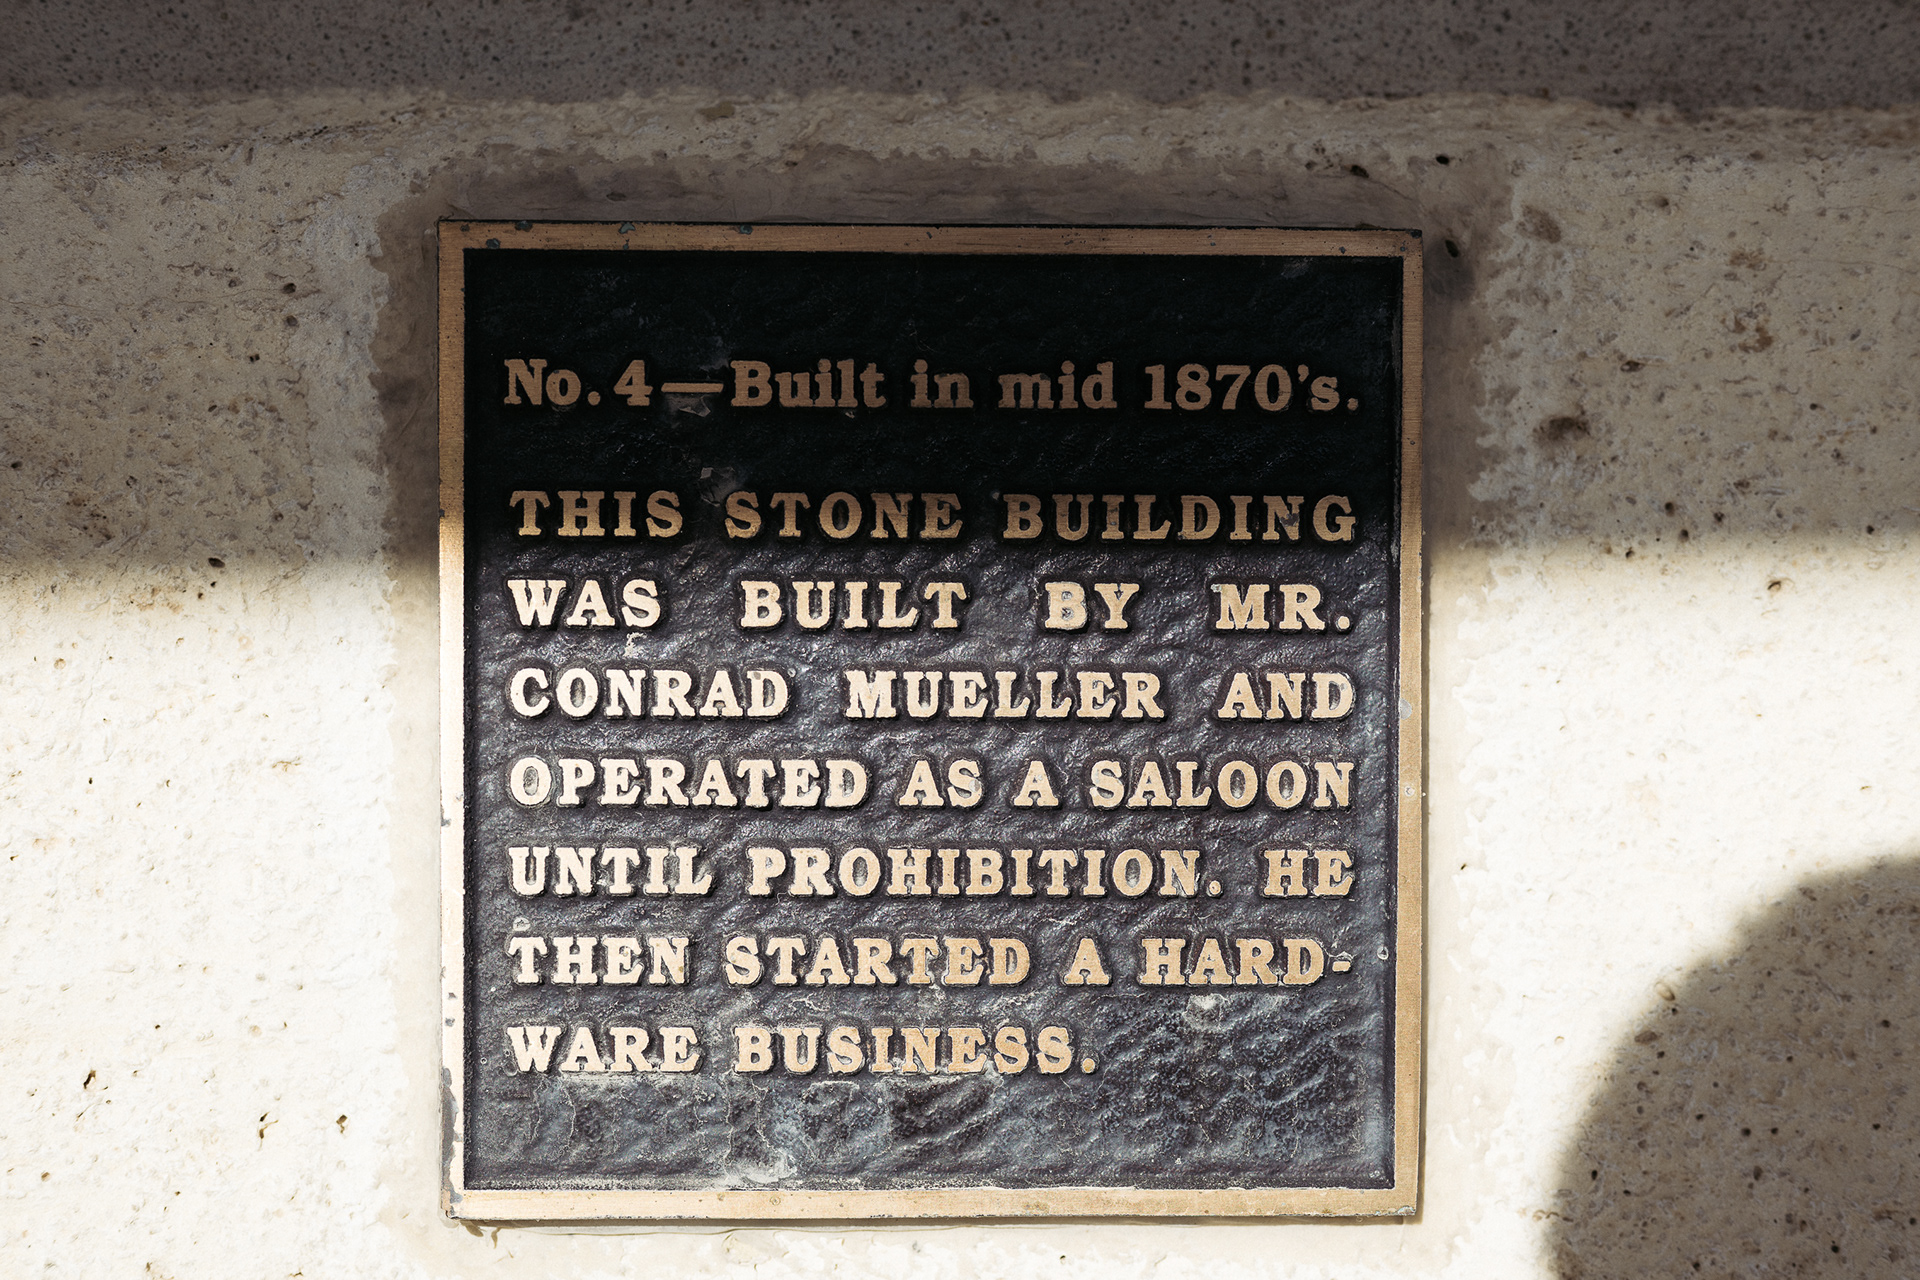 No. 4—Built in mid 1870's.
THIS STONE BUILDING
WAS BUILT BY MR.
CONRAD MUELLER AND
OPERATED AS A SALOON
UNTIL PROHIBITION. HE
THEN STARTED A HARD-
WARE BUSINESS.